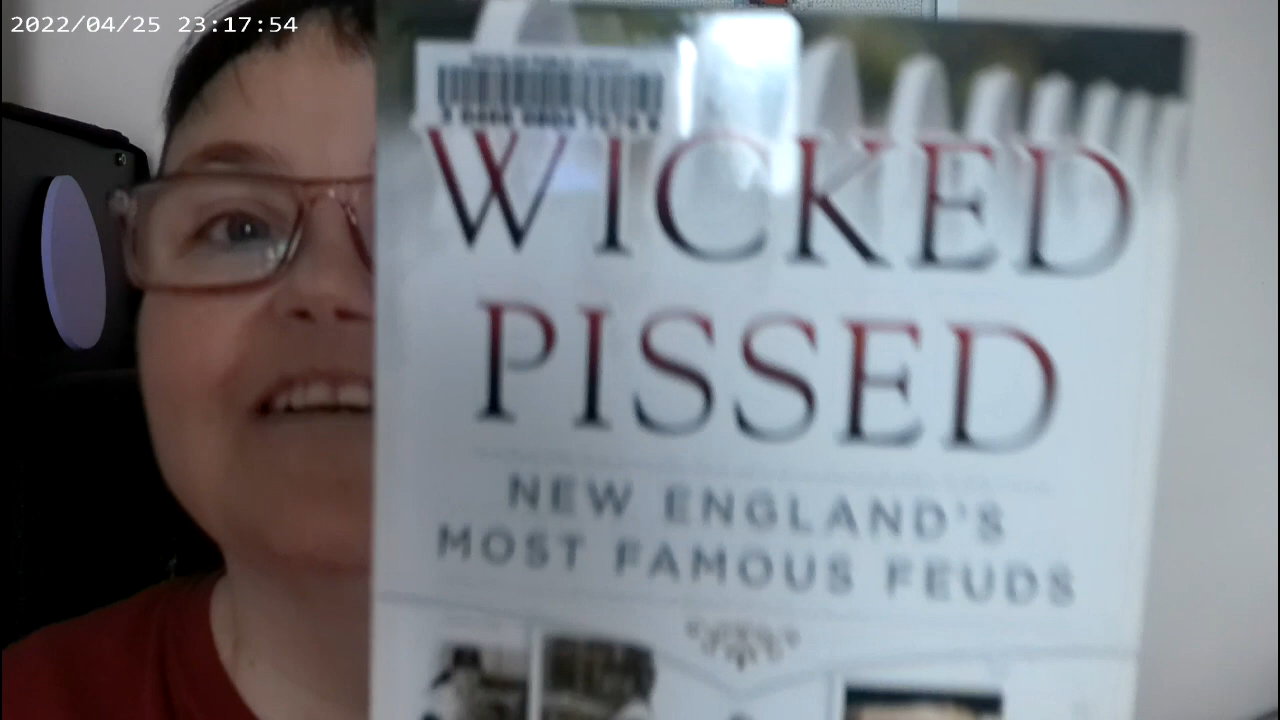 2022/04/25 23:17:54
WICKED
PISSED
NEW ENGLAND'S
MOST FAMOUS FEUDS